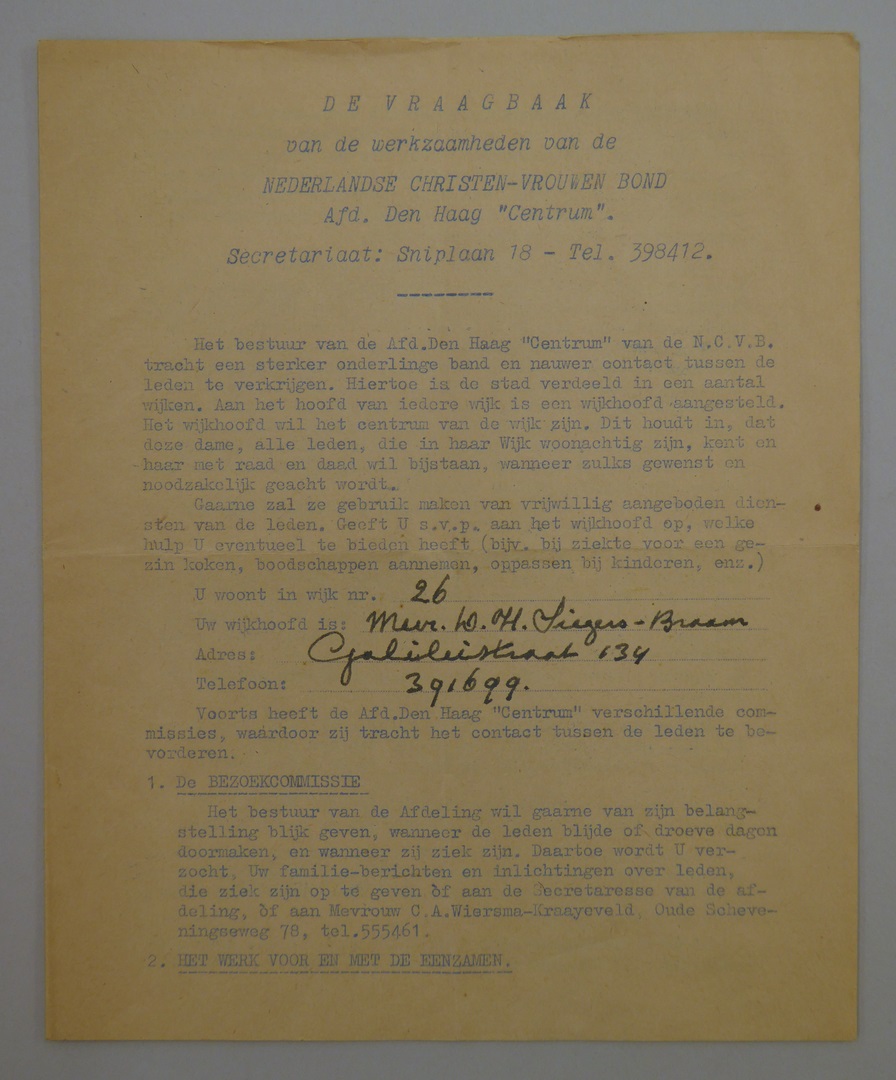 DE VRAAGBAAK
van de werkzaamheden van de
NEDERLANDSE CHRISTEN-VROUWEN BOND
Afd. Den Haag "Centrum".
Secretariaat: Sniplaan 18 - Tel. 398412.
Het bestuur van de Afd.Den Haag "Centrum" van de N.C.V.B.
tracht een sterker onderlinge band en nauwer contact tussen de
leden te verkrijgen. Hiertoe is de stad verdeeld in een aantal
wijken. Aan het hoofd van iedere wijk is een wijkhoofd aangesteld.
Het wijkhoofd wil het centrum van de wijk zijn. Dit houdt in, dat
deze dame, alle leden, die in haar Wijk woonachtig zijn, kent en
haar met raad en daad wil bijstaan, wanneer zulks gewenst en
noodzakelijk geacht wordt.
Gaarne zal ze gebruik maken van vrijwillig aangeboden dien-
sten van de leden. Geeft U s.v.p. aan het wijkhoofd op, welke
hulp U eventueel te bieden heeft (bijv. bij ziekte voor een ge-
zin koken, boodschappen aannemen, oppassen bij kinderen, enz.)
U woont in wijk nr. 26
Uw wijkhoofd is: Mevr. W. H. Siegers-Braam
Adres: Galileistraat 134
Telefoon: 391699.
Voorts heeft de Afd.Den Haag "Centrum" verschillende com-
missies, waardoor zij tracht het contact tussen de leden te be-
vorderen.
1. De BEZOEKCOMMISSIE
Het bestuur van de Afdeling wil gaarne van zijn belang-
stelling blijk geven, wanneer de leden blijde of droeve dagen
doormaken, en wanneer zij ziek zijn. Daartoe wordt U ver-
zocht, Uw familie-berichten en inlichtingen over leden,
die ziek zijn op te geven òf aan de Secretaresse van de af-
deling, òf aan Mevrouw C.A.Wiersma-Kraayeveld, Oude Scheve-
ningseweg 78, tel.555461.
2. HET WERK VOOR EN MET DE EENZAMEN.